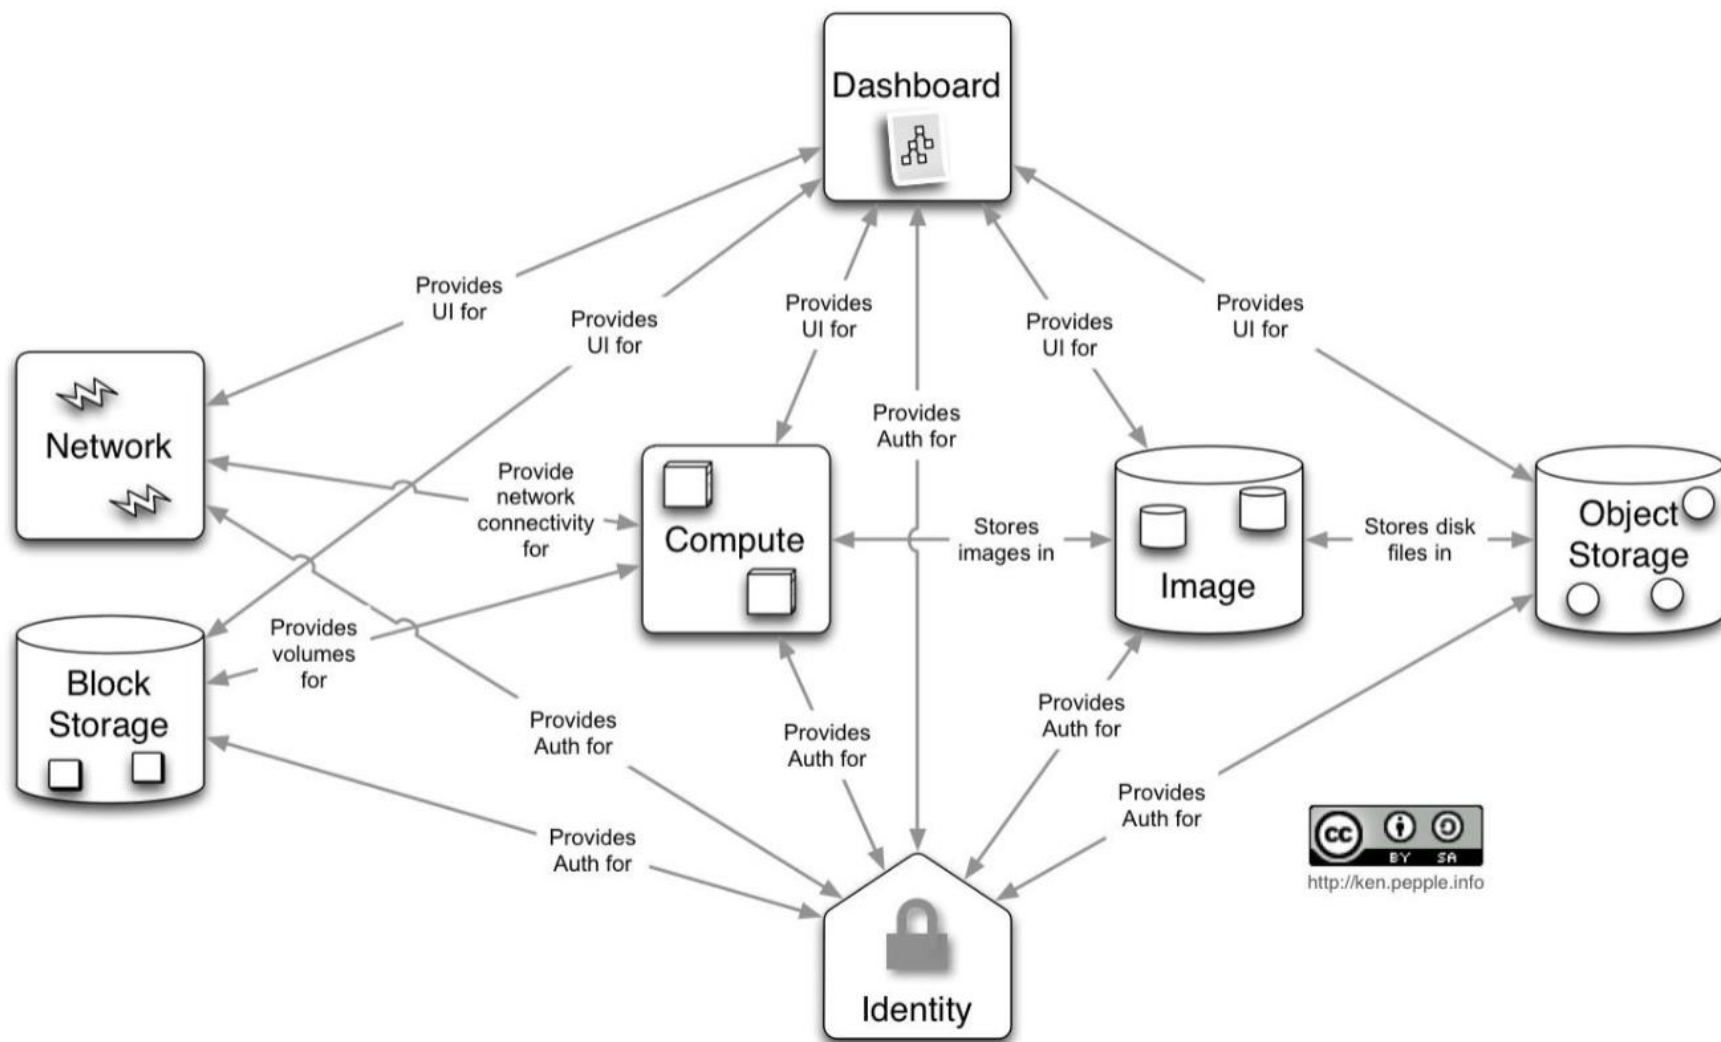 Dashboard
Provides
UI for
Provides
UI for
Provides
UI for
Provides
UI for
Provides
UI for
Provides
Auth for
Network
Provide
network
connectivity
for
Compute
Stores
images in
Image
Stores disk
files in
Object
Storage
Block
Storage
Provides
volumes
for
Provides
Auth for
Provides
Auth for
Provides
Auth for
Provides
Auth for
Provides
Auth for
Identity
cc
BY SA
http://ken.pepple.info